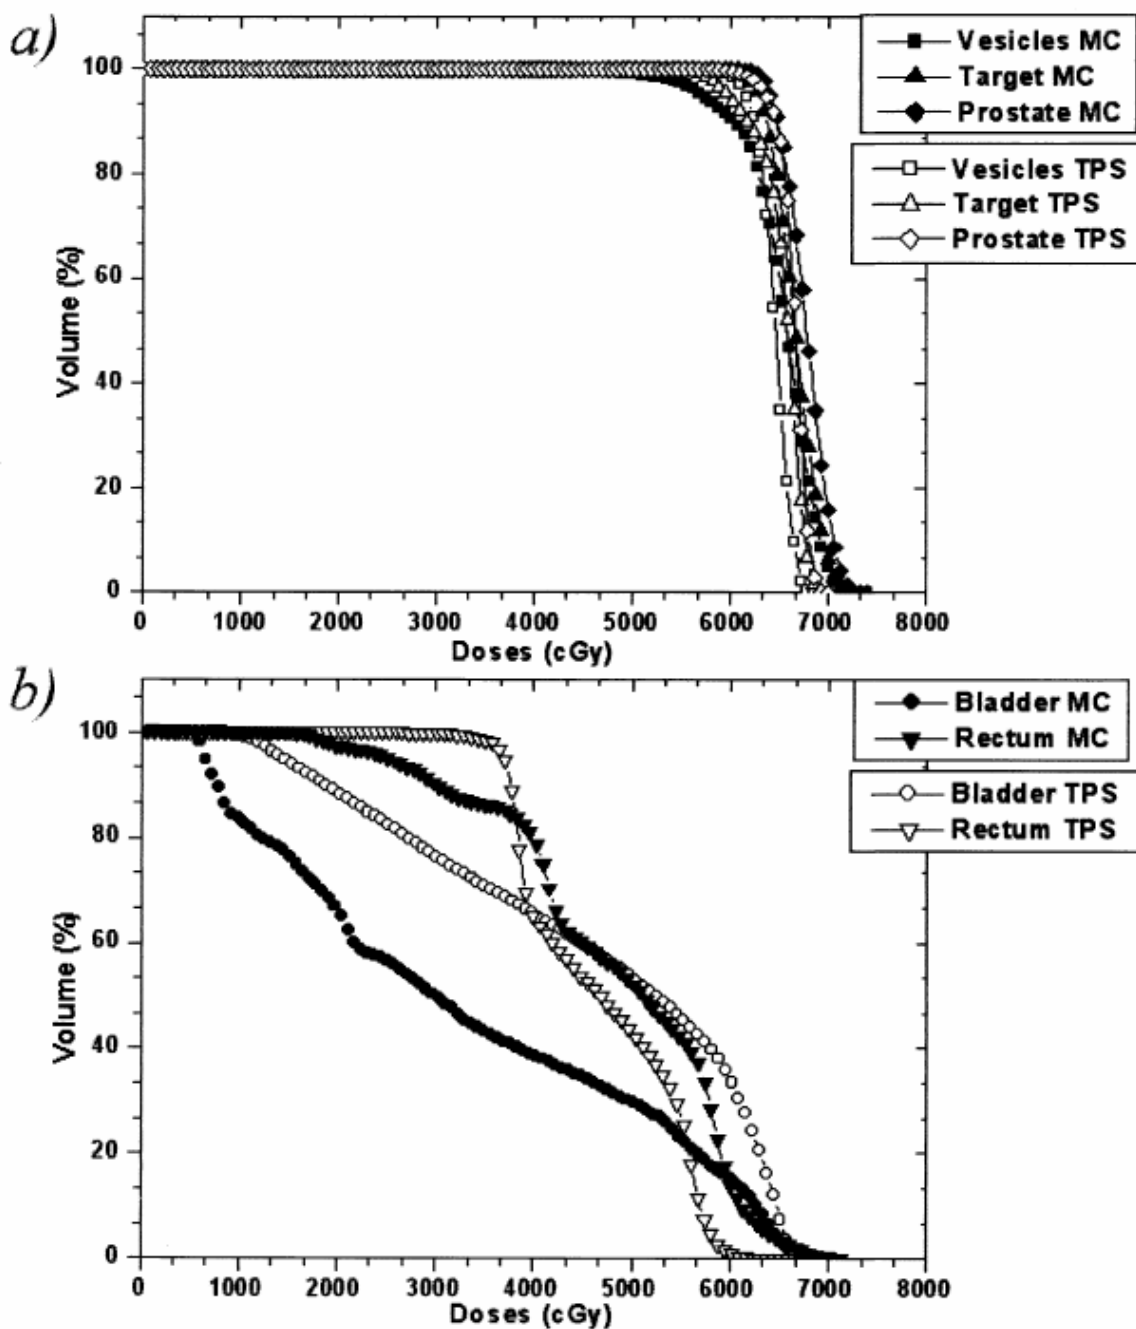 a)
Vesicles MC
Target MC
Prostate MC
Vesicles TPS
Target TPS
Prostate TPS
100
80
60
40
20
0
Volume (%)
0 1000 2000 3000 4000 5000 6000 7000 8000
Doses (cGy)
b)
Bladder MC
Rectum MC
Bladder TPS
Rectum TPS
100
80
60
40
20
0
Volume (%)
0 1000 2000 3000 4000 5000 6000 7000 8000
Doses (cGy)